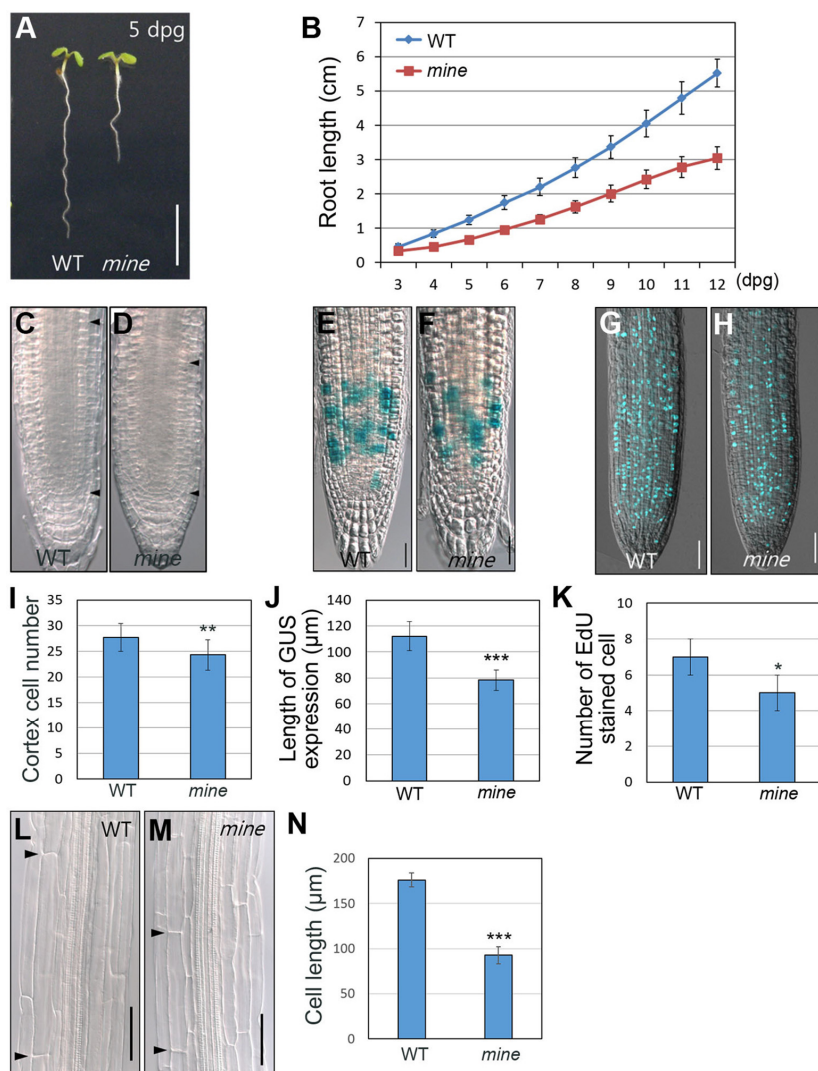 A
5 dpg
WT mine
B
Root length (cm)
7
6
5
4
3
2
1
0
WT
mine
3 4 5 6 7 8 9 10 11 12 (dpg)
C
WT
D
mine
E
WT
F
mine
G
WT
H
mine
I
Cortex cell number
35
30
25
20
15
10
5
0
**
WT mine
J
Length of GUS
expression (µm)
140
120
100
80
60
40
20
0
***
WT mine
K
Number of EdU
stained cell
10
8
6
4
2
0
*
WT mine
L
WT
M
mine
N
Cell length (µm)
200
150
100
50
0
***
WT mine